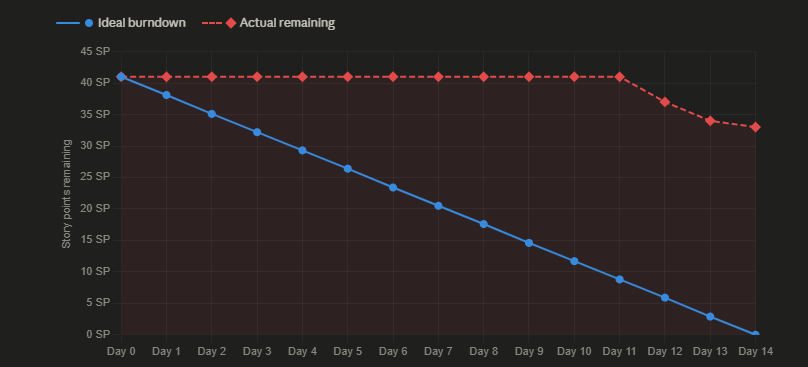 Ideal burndown Actual remaining
45 SP
40 SP
35 SP
30 SP
25 SP
20 SP
15 SP
10 SP
5 SP
0 SP
Story points remaining
Day 0 Day 1 Day 2 Day 3 Day 4 Day 5 Day 6 Day 7 Day 8 Day 9 Day 10 Day 11 Day 12 Day 13 Day 14